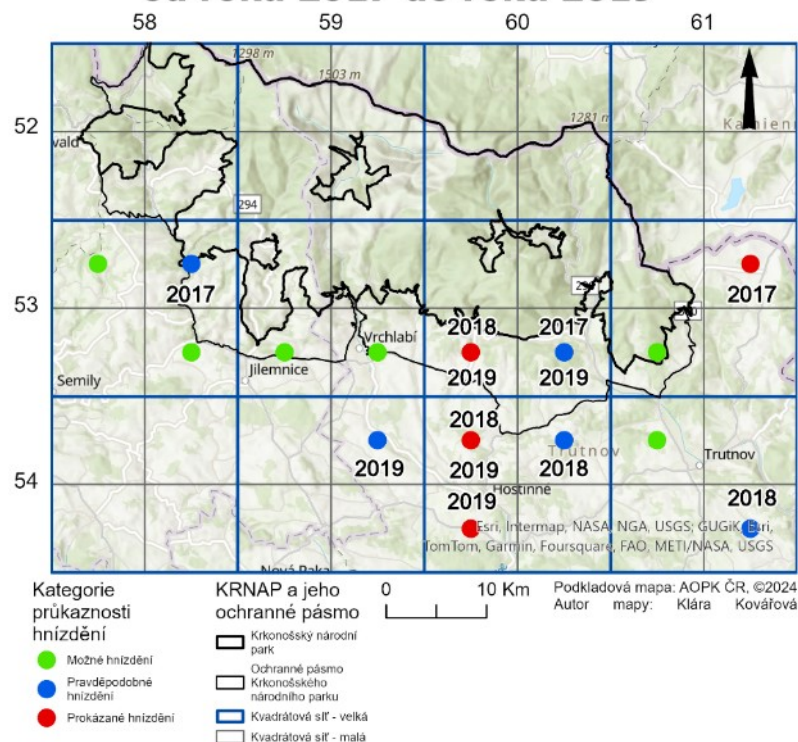 58 59 60 61
1298 m
1503 m
52
1281 m
wald
294
53
2017
2017
Vrchlabí
2018
2017
Semily
Jilemnice
2019
2019
2018
54
2019
2019
2018
Trutnov
Trutnov
2019
Hostinné
2018
Esri, Intermap, NASA, NGA, USGS; GUGiK, Esri,
TomTom, Garmin, Foursquare, FAO, METI/NASA, USGS
Kategorie
průkaznosti
hnízdění
Možné hnízdění
Pravděpodobné
hnízdění
Prokázané hnízdění
KRNAP a jeho
ochranné pásmo
Krkonošský národní
park
Ochranné pásmo
Krkonošského
národního parku
Kvadrátová síť - velká
Kvadrátová síť - malá
0 10 Km
Podkladová mapa: AOPK ČR, ©2024
Autor mapy: Klára Kovářová